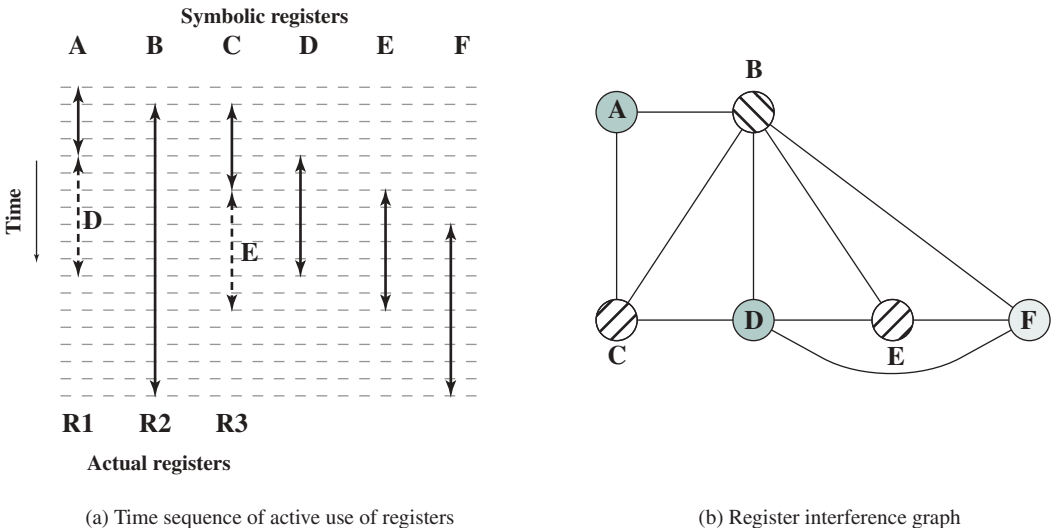 Symbolic registers
A B C D E F
Time
D
E
R1 R2 R3
Actual registers
(a) Time sequence of active use of registers
B
A
C
D
E
F
(b) Register interference graph